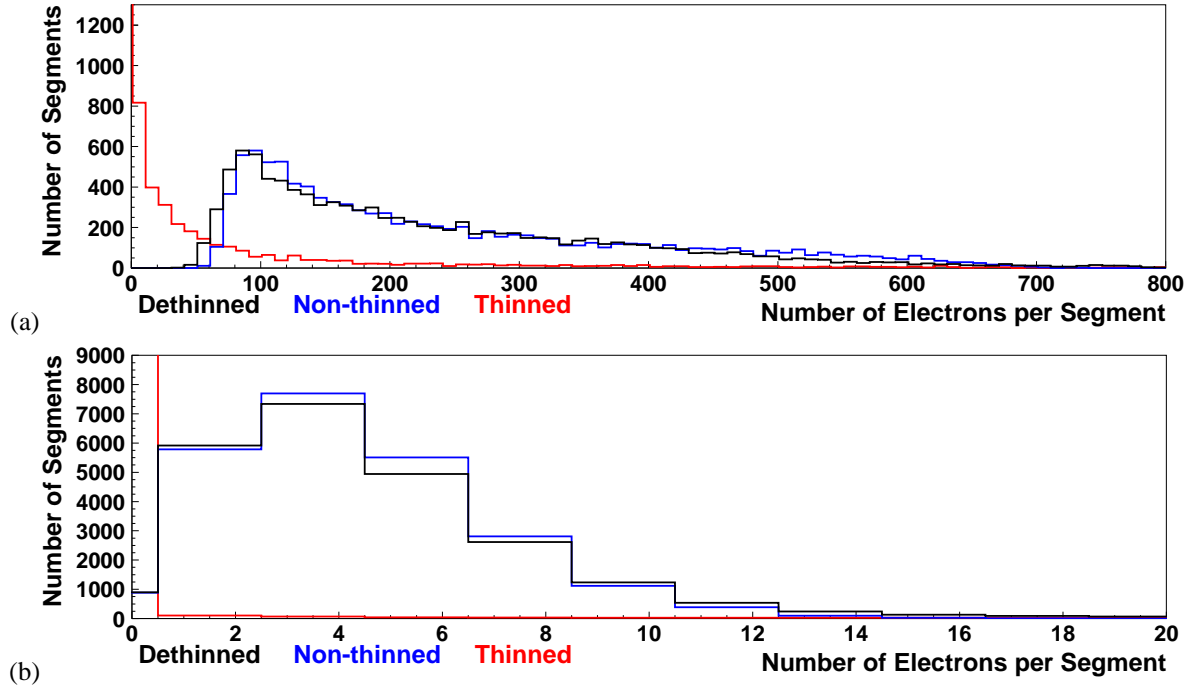 1200
1000
800
600
400
200
0
Number of Segments
0 100 200 300 400 500 600 700 800
Dethinned Non-thinned Thinned Number of Electrons per Segment
(a)
9000
8000
7000
6000
5000
4000
3000
2000
1000
0
Number of Segments
0 2 4 6 8 10 12 14 16 18 20
Dethinned Non-thinned Thinned Number of Electrons per Segment
(b)